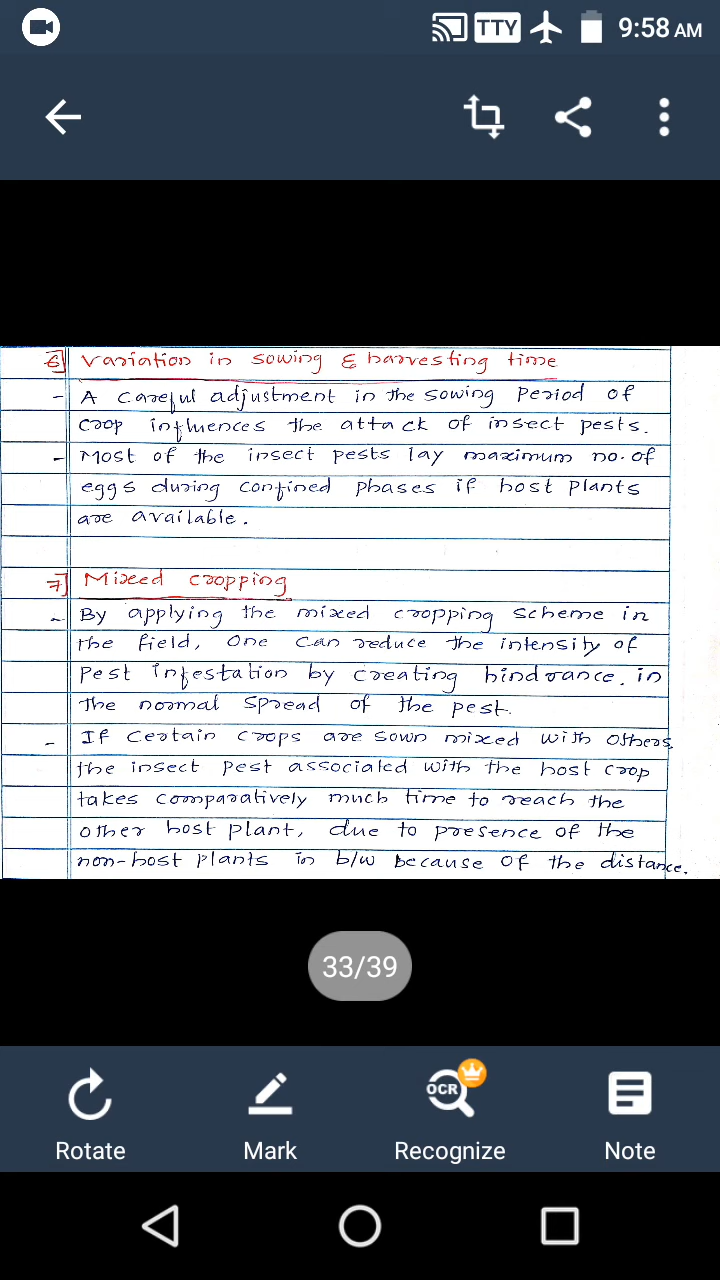 TTY 9:58 AM
6] Variation in sowing & harvesting time
- A careful adjustment in the sowing period of
crop influences the attack of insect pests.
- Most of the insect pests lay maximum no. of
eggs during confined phases if host plants
are available.
7] Mixed cropping
- By applying the mixed cropping scheme in
the field, one can reduce the intensity of
pest infestation by creating hindrance. in
the normal spread of the pest.
- If certain crops are sown mixed with others.
the insect pest associated with the host crop
takes comparatively much time to reach the
other host plant, due to presence of the
non-host plants in b/w because of the distance.
33/39
OCR
Rotate Mark Recognize Note